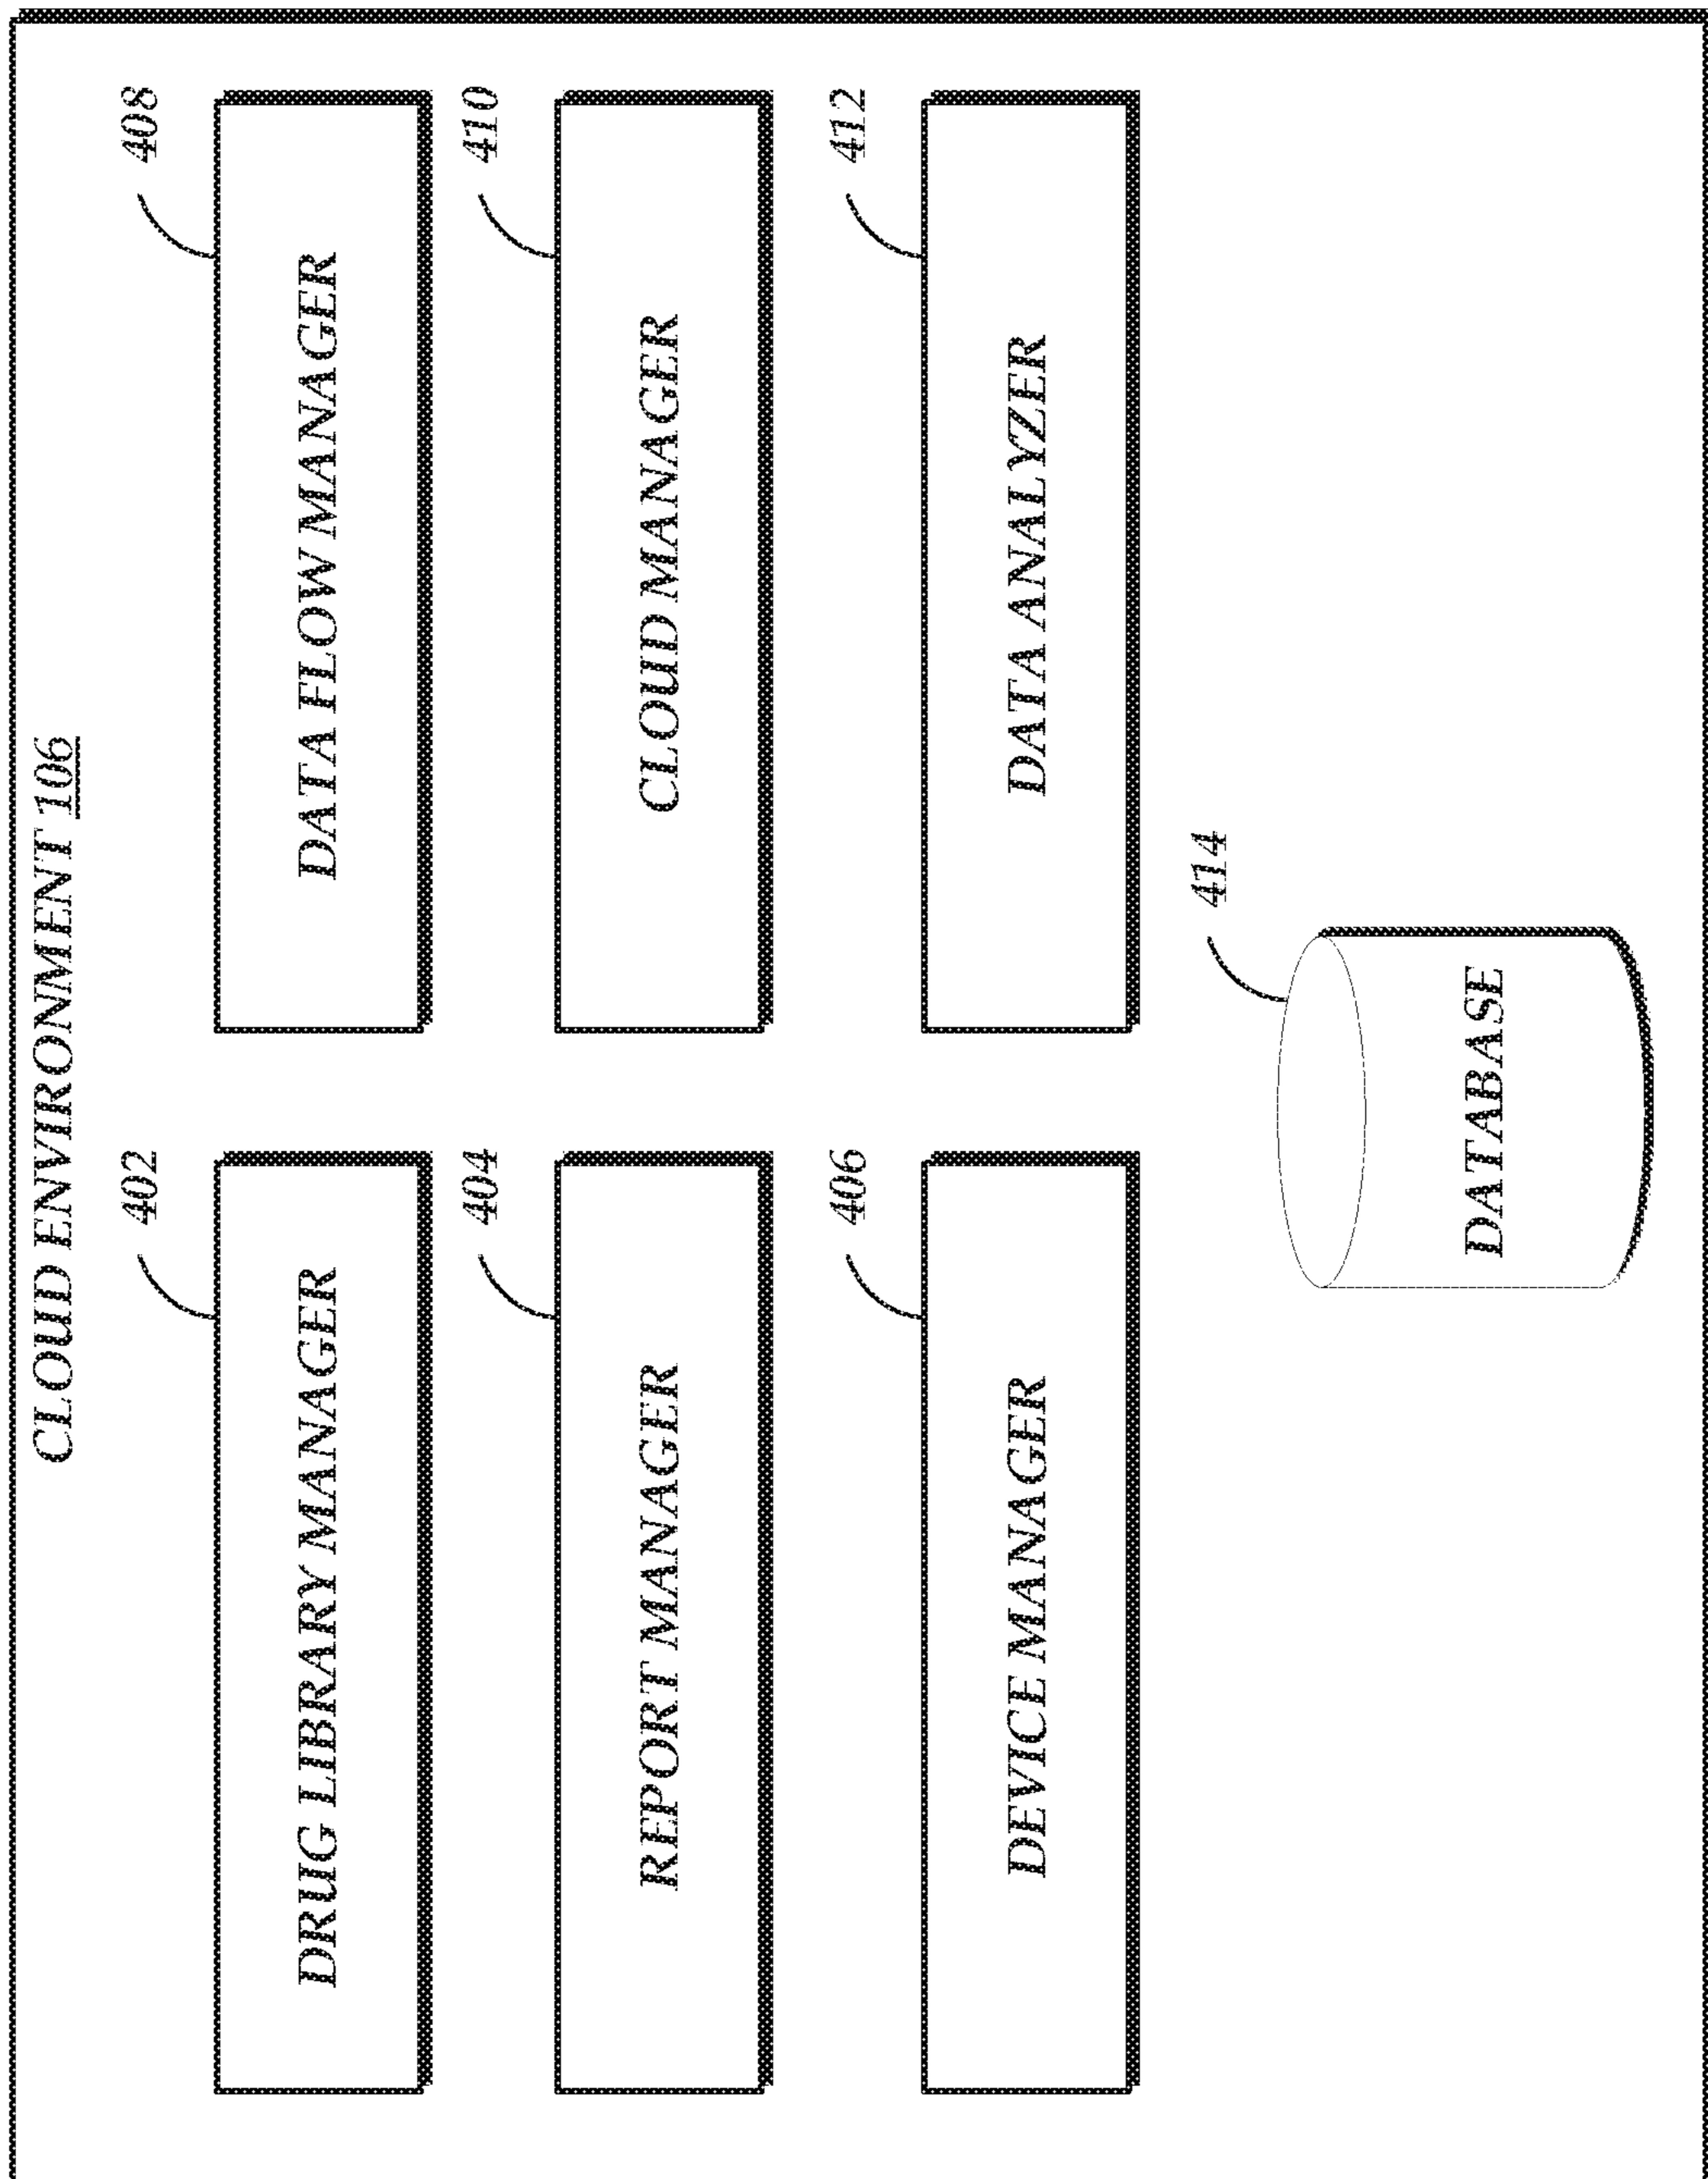 CLOUD ENVIRONMENT 106
402
DRUG LIBRARY MANAGER
408
DATA FLOW MANAGER
404
REPORT MANAGER
410
CLOUD MANAGER
406
DEVICE MANAGER
412
DATA ANALYZER
414
DATABASE